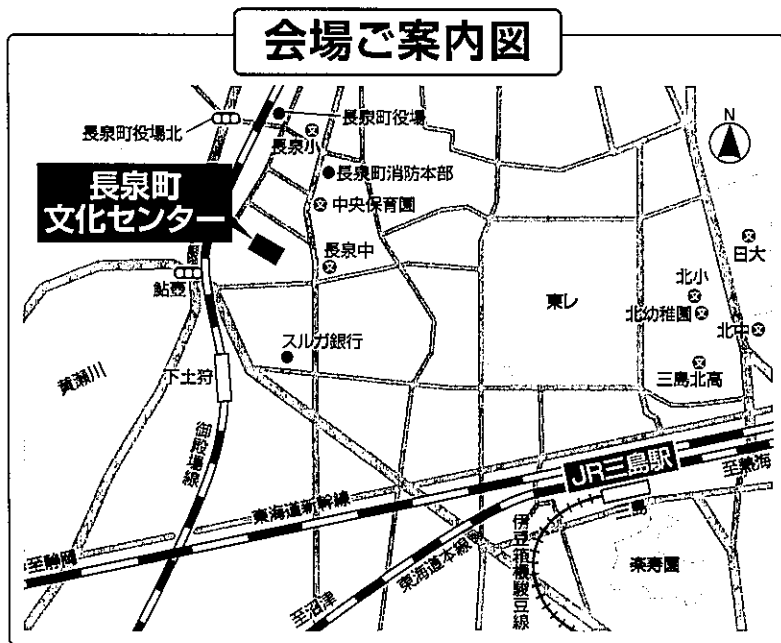 会場ご案内図
N
長泉町役場北
長泉町役場
長泉小
長泉町消防本部
長泉町
文化センター
中央保育園
長泉中
日大
鮎壺
北小
北幼稚園
北中
東レ
スルガ銀行
下土狩
三島北高
黄瀬川
御殿場線
JR三島駅
至熱海
東海道新幹線
三島
至静岡
東海道本線
伊豆箱根駿豆線
楽寿園
至沼津